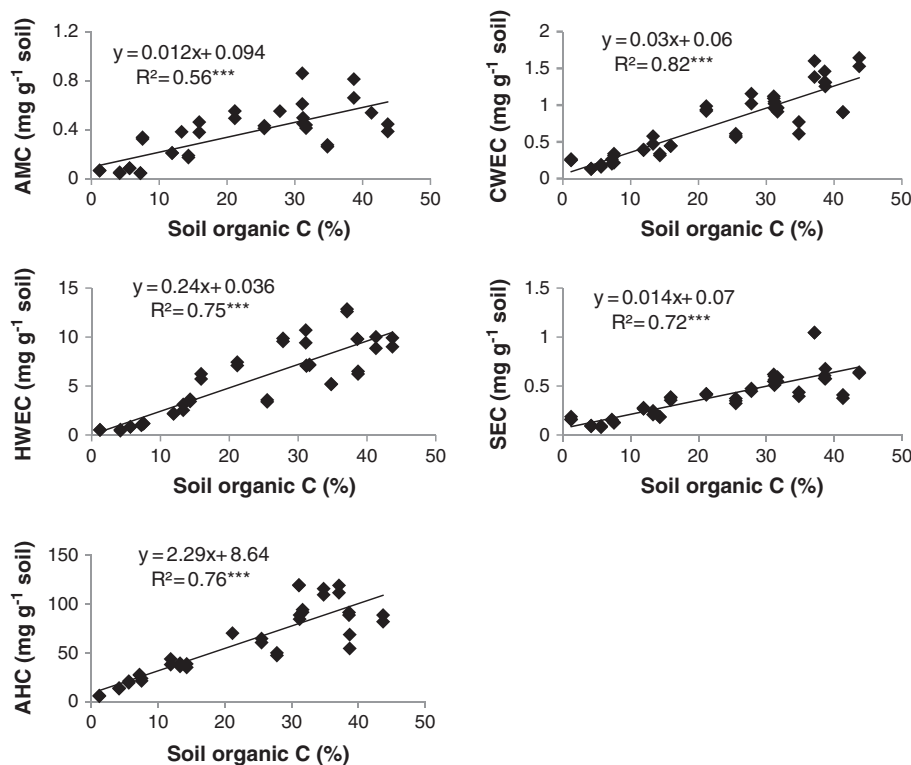 y = 0.012x + 0.094
R² = 0.56***
AMC (mg g⁻¹ soil)
1.2
0.8
0.4
0
0 10 20 30 40 50
Soil organic C (%)
y = 0.03x + 0.06
R² = 0.82***
CWEC (mg g⁻¹ soil)
2
1.5
1
0.5
0
0 10 20 30 40 50
Soil organic C (%)
y = 0.24x + 0.036
R² = 0.75***
HWEC (mg g⁻¹ soil)
15
10
5
0
0 10 20 30 40 50
Soil organic C (%)
y = 0.014x + 0.07
R² = 0.72***
SEC (mg g⁻¹ soil)
1.5
1
0.5
0
0 10 20 30 40 50
Soil organic C (%)
y = 2.29x + 8.64
R² = 0.76***
AHC (mg g⁻¹ soil)
150
100
50
0
0 10 20 30 40 50
Soil organic C (%)